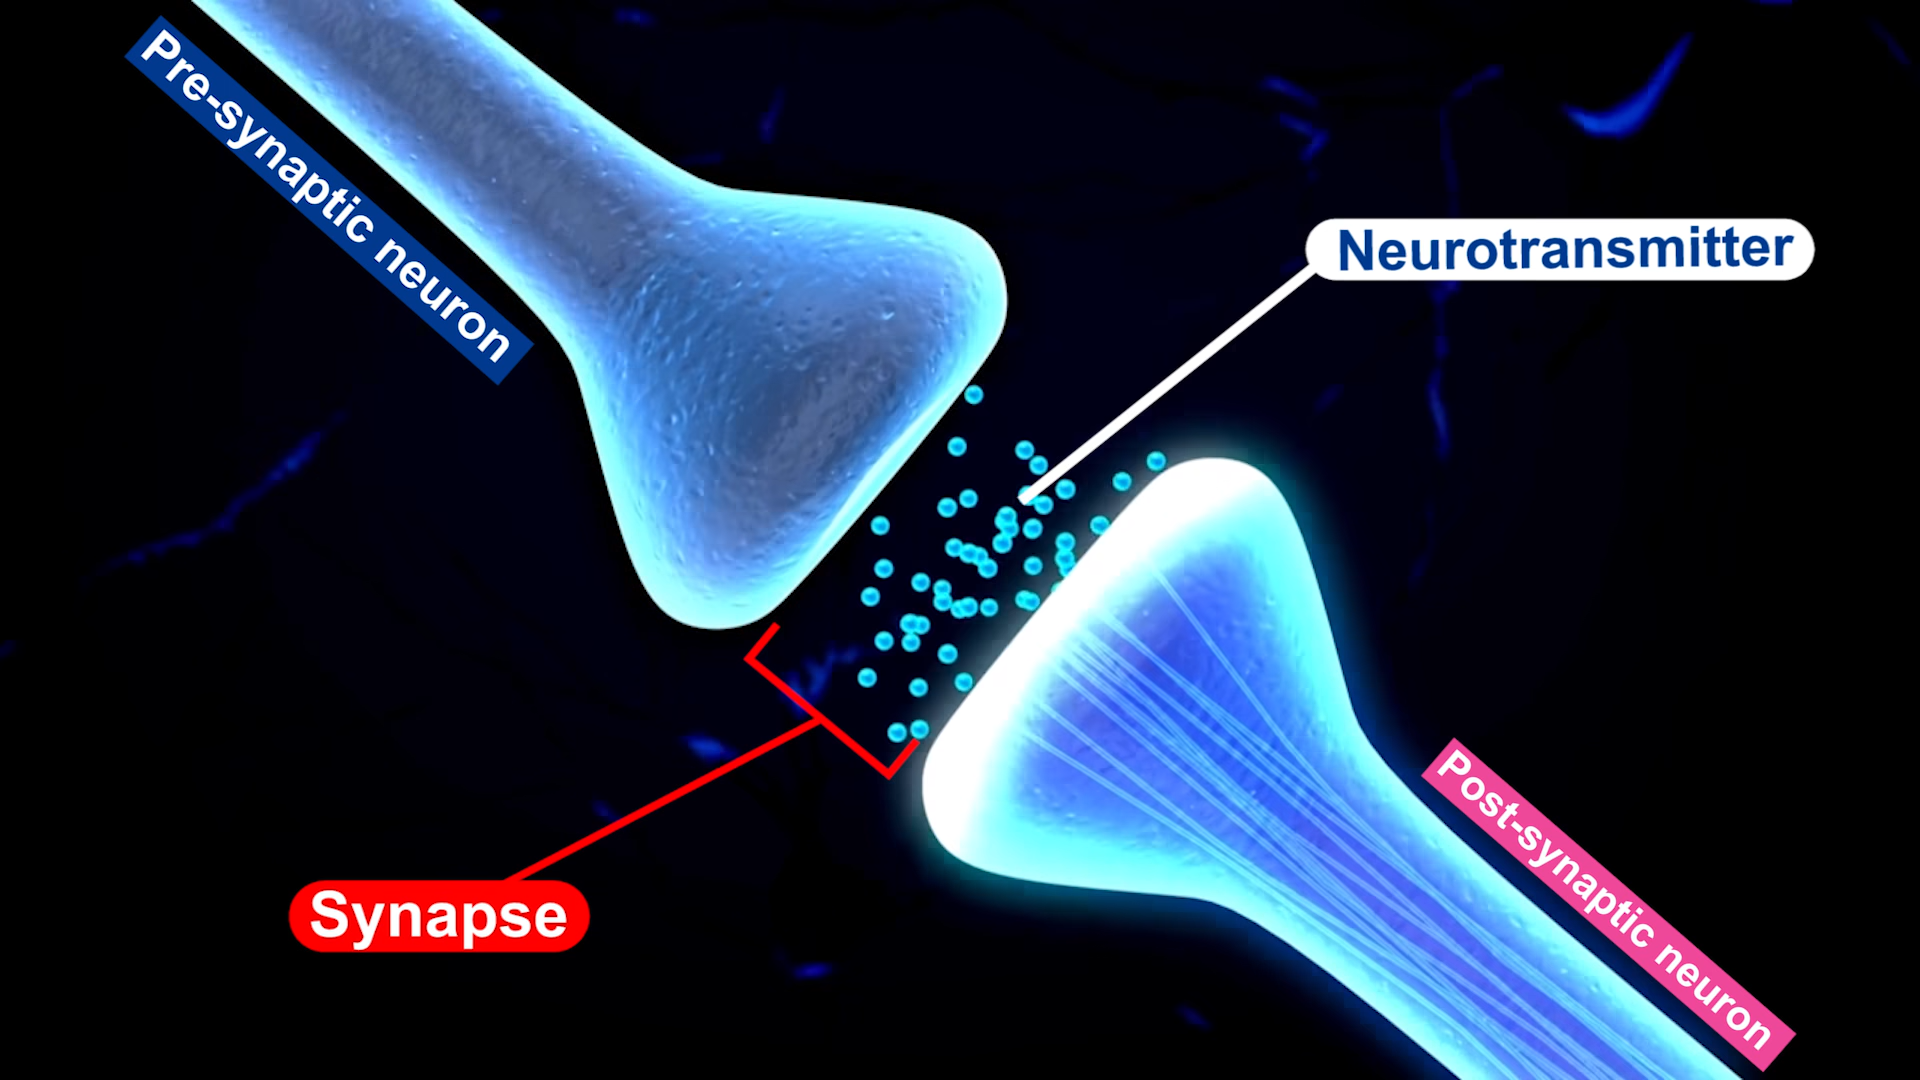 Pre-synaptic neuron
Neurotransmitter
Synapse
Post-synaptic neuron